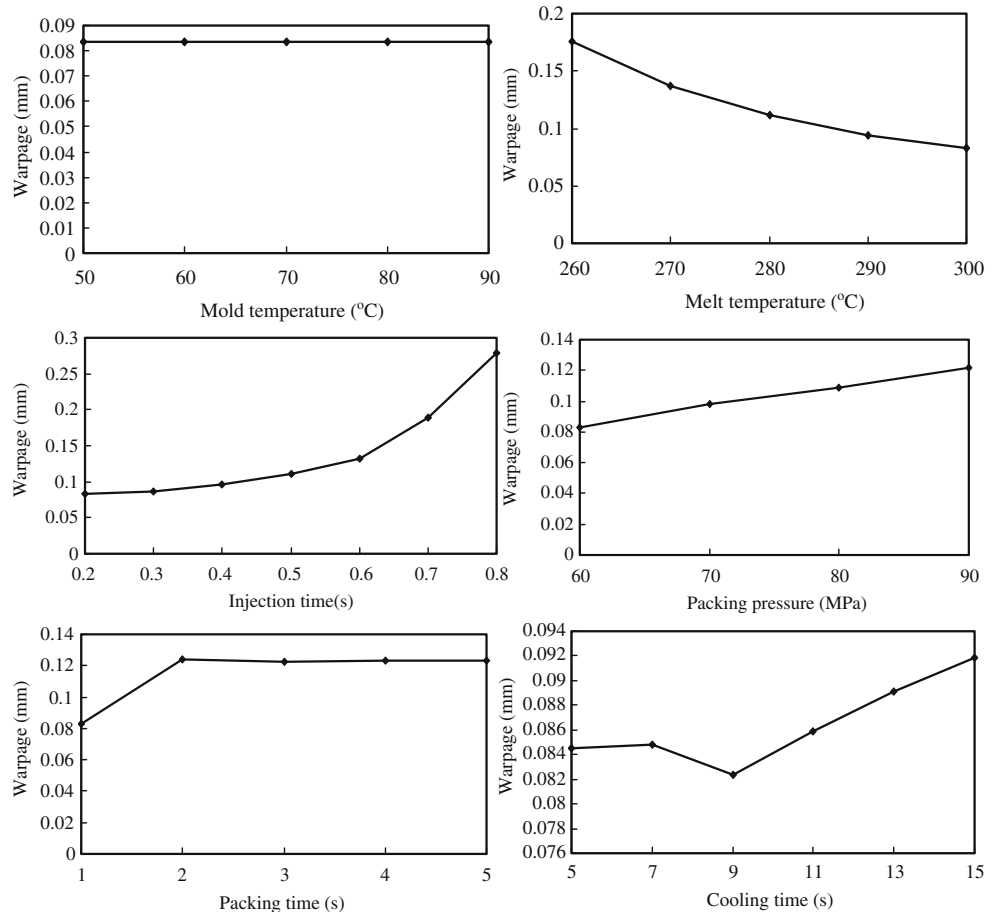 Warpage (mm)
0.09
0.08
0.07
0.06
0.05
0.04
0.03
0.02
0.01
0
50 60 70 80 90
Mold temperature (°C)
Warpage (mm)
0.2
0.15
0.1
0.05
0
260 270 280 290 300
Melt temperature (°C)
Warpage (mm)
0.3
0.25
0.2
0.15
0.1
0.05
0
0.2 0.3 0.4 0.5 0.6 0.7 0.8
Injection time(s)
Warpage (mm)
0.14
0.12
0.1
0.08
0.06
0.04
0.02
0
60 70 80 90
Packing pressure (MPa)
Warpage (mm)
0.14
0.12
0.1
0.08
0.06
0.04
0.02
0
1 2 3 4 5
Packing time (s)
Warpage (mm)
0.094
0.092
0.09
0.088
0.086
0.084
0.082
0.08
0.078
0.076
5 7 9 11 13 15
Cooling time (s)